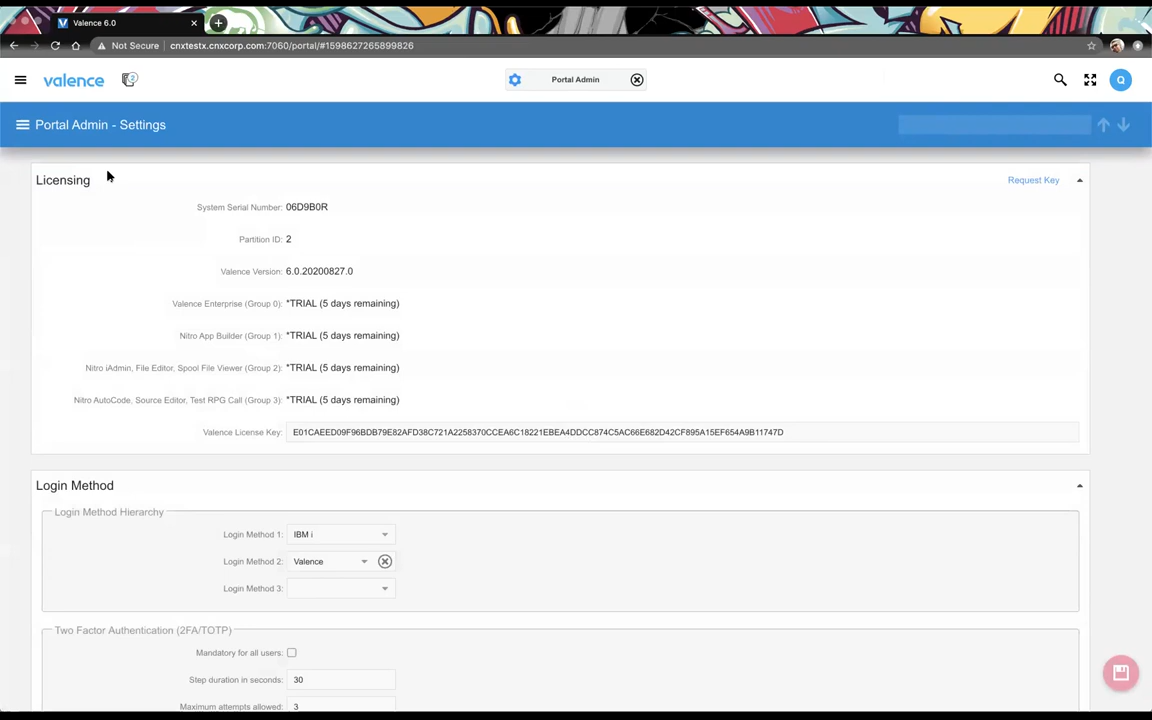 Valence 6.0
Not Secure cnxtestx.cnxcorp.com:7060/portal/#1598627265899826
valence
2
Portal Admin
Q
Portal Admin - Settings
Licensing
Request Key
System Serial Number: 06D9B0R
Partition ID: 2
Valence Version: 6.0.20200827.0
Valence Enterprise (Group 0): *TRIAL (5 days remaining)
Nitro App Builder (Group 1): *TRIAL (5 days remaining)
Nitro iAdmin, File Editor, Spool File Viewer (Group 2): *TRIAL (5 days remaining)
Nitro AutoCode, Source Editor, Test RPG Call (Group 3): *TRIAL (5 days remaining)
Valence License Key: E01CAEED09F96BDB79E82AFD38C721A2258370CCEA6C18221EBEA4DDCC874C5AC66E682D42CF895A15EF654A9B11747D
Login Method
Login Method Hierarchy
Login Method 1: IBM i
Login Method 2: Valence
Login Method 3:
Two Factor Authentication (2FA/TOTP)
Mandatory for all users:
Step duration in seconds: 30
Maximum attempts allowed: 3